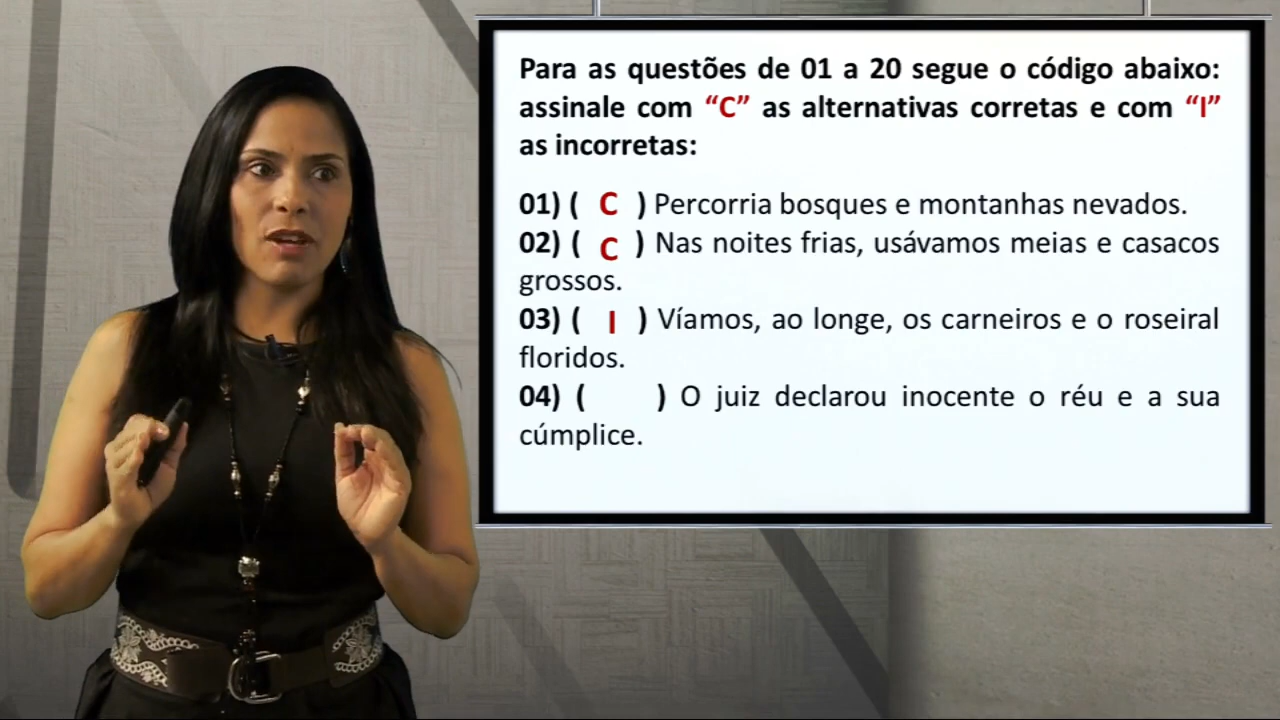 Para as questões de 01 a 20 segue o código abaixo:
assinale com “C” as alternativas corretas e com “I”
as incorretas:
01) ( C ) Percorria bosques e montanhas nevados.
02) ( C ) Nas noites frias, usávamos meias e casacos
grossos.
03) ( I ) Víamos, ao longe, os carneiros e o roseiral
floridos.
04) ( ) O juiz declarou inocente o réu e a sua
cúmplice.